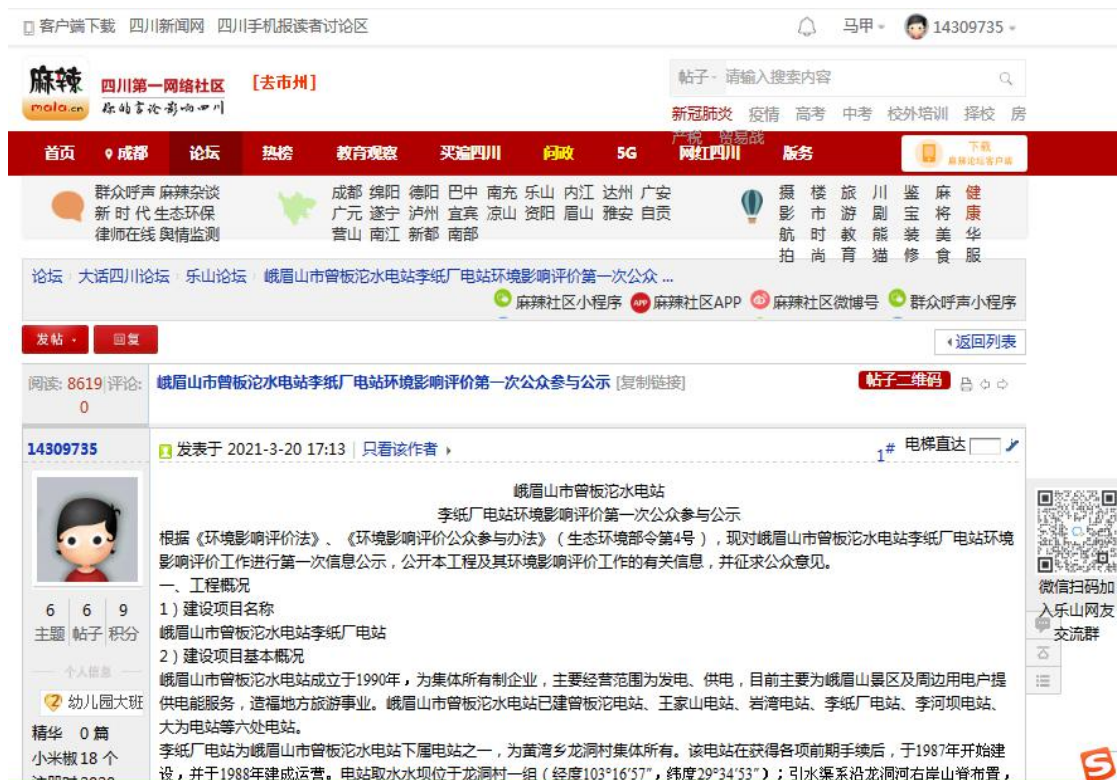 客户端下载 四川新闻网 四川手机报读者讨论区
马甲 14309735
麻辣
mala.cn
四川第一网络社区 [去市州]
你的言论影响四川
帖子 请输入搜索内容
新冠肺炎 疫情 高考 中考 校外培训 择校 房
产税 贸易战
首页 成都 论坛 热榜 教育观察 买遍四川 问政 5G 网红四川 版务
下载
麻辣论坛客户端
群众呼声 麻辣杂谈
新时代 生态环保
律师在线 舆情监测
成都 绵阳 德阳 巴中 南充 乐山 内江 达州 广安
广元 遂宁 泸州 宜宾 凉山 资阳 眉山 雅安 自贡
营山 南江 新都 南部
摄 楼 旅 川 鉴 麻 健
影 市 游 剧 宝 将 康
航 时 教 熊 装 美 华
拍 尚 育 猫 修 食 服
论坛 大话四川论坛 乐山论坛 峨眉山市曾板沱水电站李纸厂电站环境影响评价第一次公众 ...
麻辣社区小程序 APP 麻辣社区APP 麻辣社区微博号 群众呼声小程序
发帖 回复
返回列表
阅读: 8619 评论:
0
峨眉山市曾板沱水电站李纸厂电站环境影响评价第一次公众参与公示 [复制链接]
帖子二维码
14309735
发表于 2021-3-20 17:13 | 只看该作者
1# 电梯直达
峨眉山市曾板沱水电站
李纸厂电站环境影响评价第一次公众参与公示
根据《环境影响评价法》、《环境影响评价公众参与办法》（生态环境部令第4号），现对峨眉山市曾板沱水电站李纸厂电站环境
影响评价工作进行第一次信息公示，公开本工程及其环境影响评价工作的有关信息，并征求公众意见。
一、工程概况
1）建设项目名称
峨眉山市曾板沱水电站李纸厂电站
2）建设项目基本概况
峨眉山市曾板沱水电站成立于1990年，为集体所有制企业，主要经营范围为发电、供电，目前主要为峨眉山景区及周边用电户提
供电能服务，造福地方旅游事业。峨眉山市曾板沱水电站已建曾板沱电站、王家山电站、岩湾电站、李纸厂电站、李河坝电站、
大为电站等六处电站。
李纸厂电站为峨眉山市曾板沱水电站下属电站之一，为黄湾乡龙洞村集体所有。该电站在获得各项前期手续后，于1987年开始建
设，并于1988年建成运营。电站取水水坝位于龙洞村一组（经度103°16′57″，纬度29°34′53″）；引水渠系沿龙洞河右岸山脊布置，
6 6 9
主题 帖子 积分
个人信息
2 幼儿园大班
精华 0 篇
小米椒 18 个
微信扫码加
入乐山网友
交流群